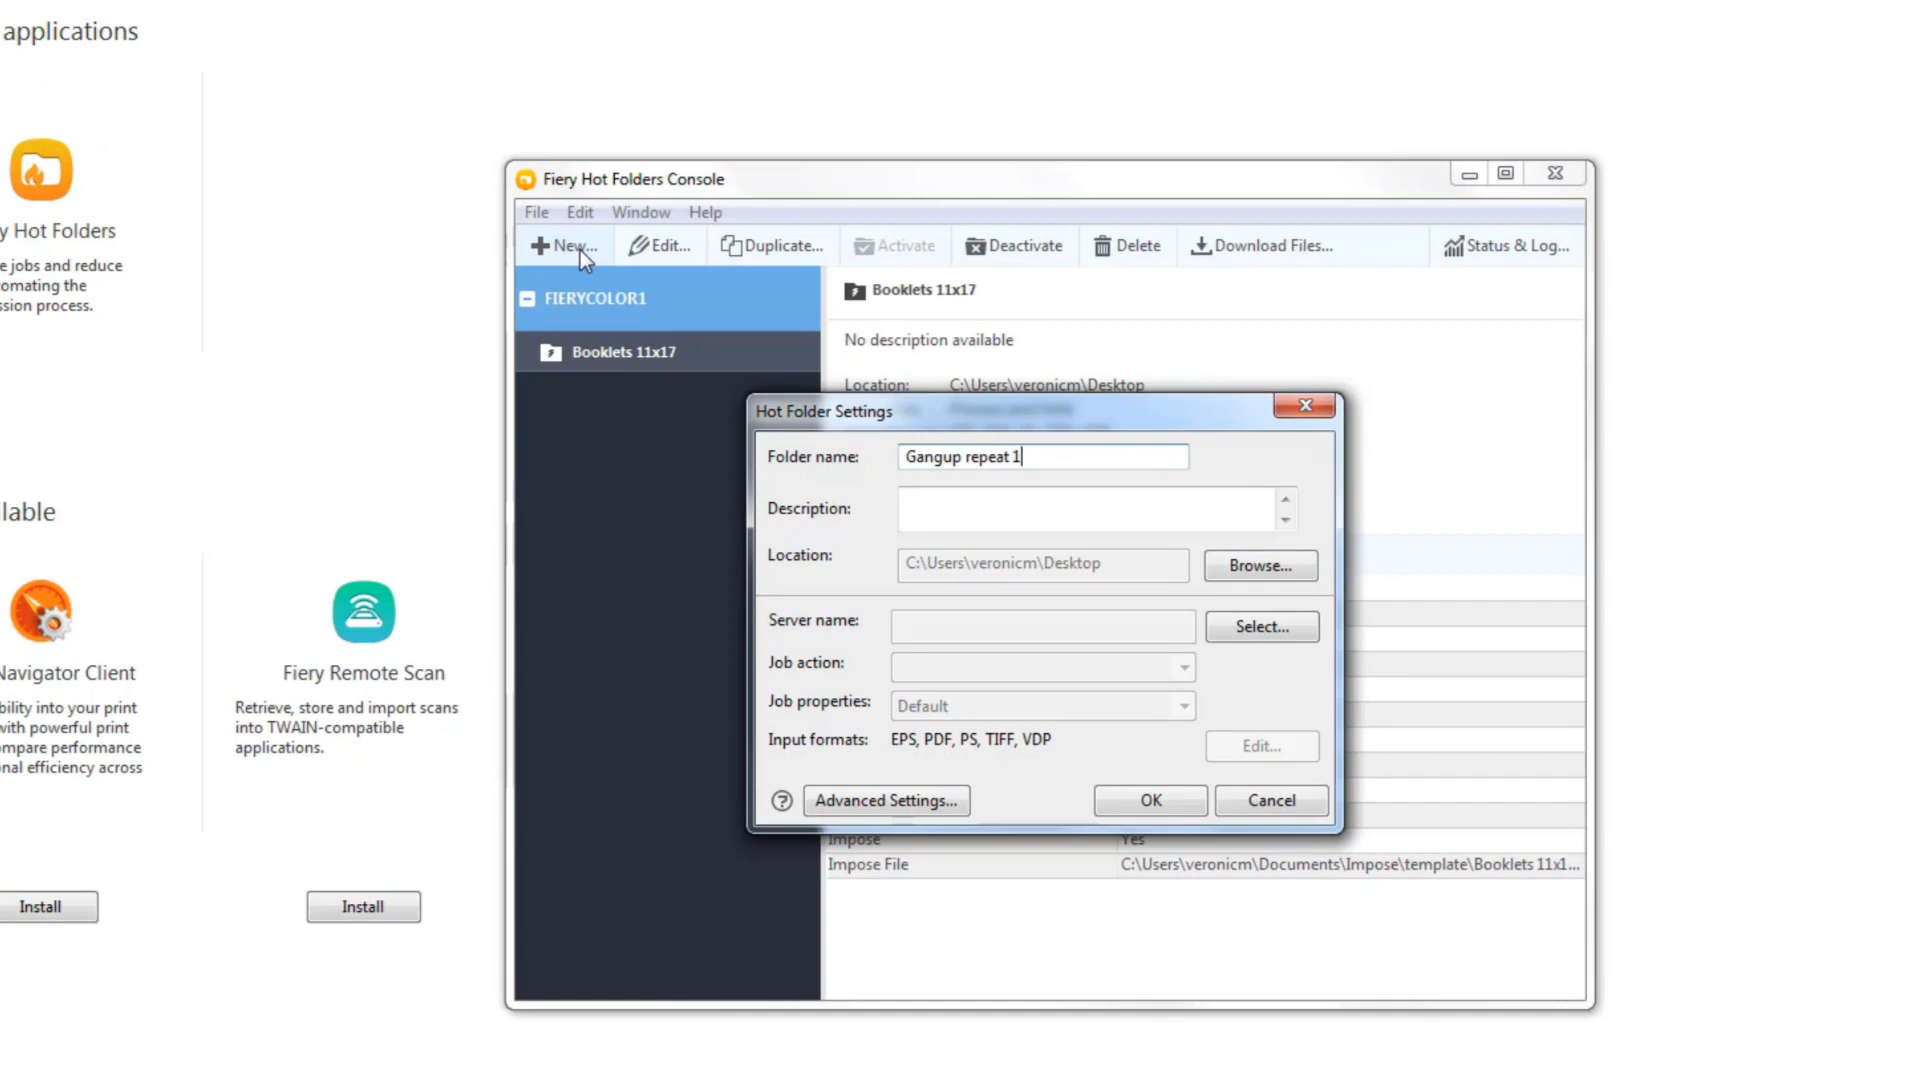 applications
y Hot Folders
e jobs and reduce
omating the
ssion process.
ilable
Navigator Client
bility into your print
with powerful print
ompare performance
nal efficiency across
Install
Fiery Remote Scan
Retrieve, store and import scans
into TWAIN-compatible
applications.
Install
Fiery Hot Folders Console
File Edit Window Help
New... Edit... Duplicate... Activate Deactivate Delete Download Files... Status & Log...
FIERYCOLOR1
Booklets 11x17
Booklets 11x17
No description available
Location: C:\Users\veronicm\Desktop
Hot Folder Settings
Folder name: Gangup repeat 1
Description:
Location: C:\Users\veronicm\Desktop Browse...
Server name: Select...
Job action:
Job properties: Default
Input formats: EPS, PDF, PS, TIFF, VDP Edit...
? Advanced Settings... OK Cancel
Impose Yes
Impose File C:\Users\veronicm\Documents\Impose\template\Booklets 11x1...